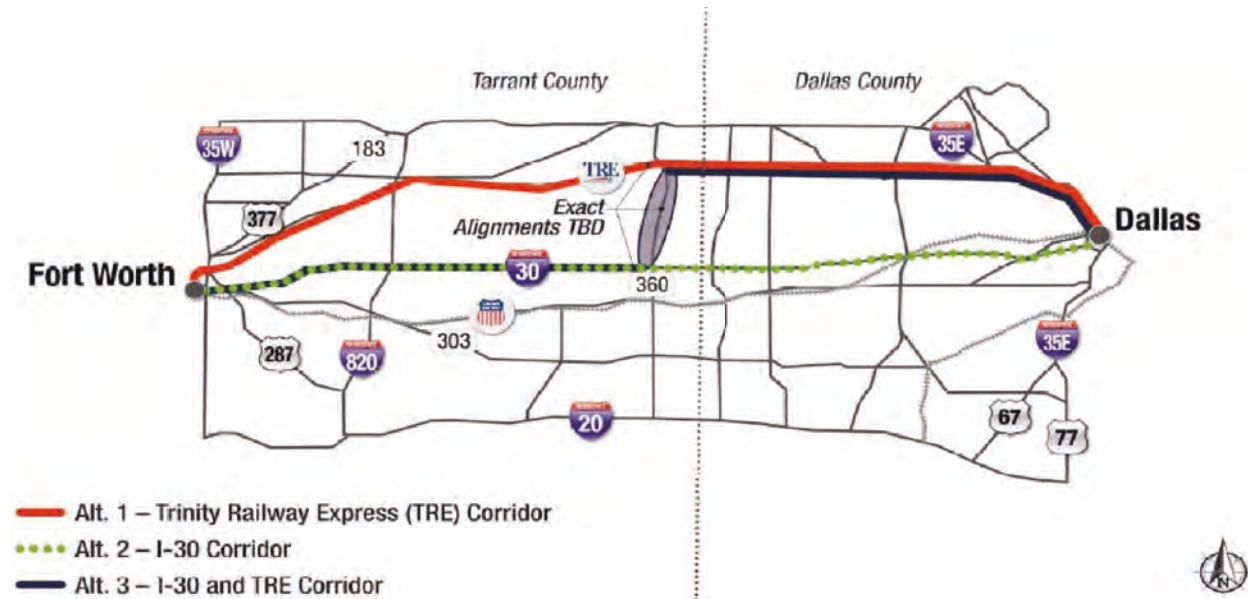 Tarrant County
Dallas County
35W
183
35E
TRE
377
Exact
Alignments TBD
Dallas
Fort Worth
30
360
303
287
820
35E
20
67
77
Alt. 1 – Trinity Railway Express (TRE) Corridor
Alt. 2 – I-30 Corridor
Alt. 3 – I-30 and TRE Corridor
N